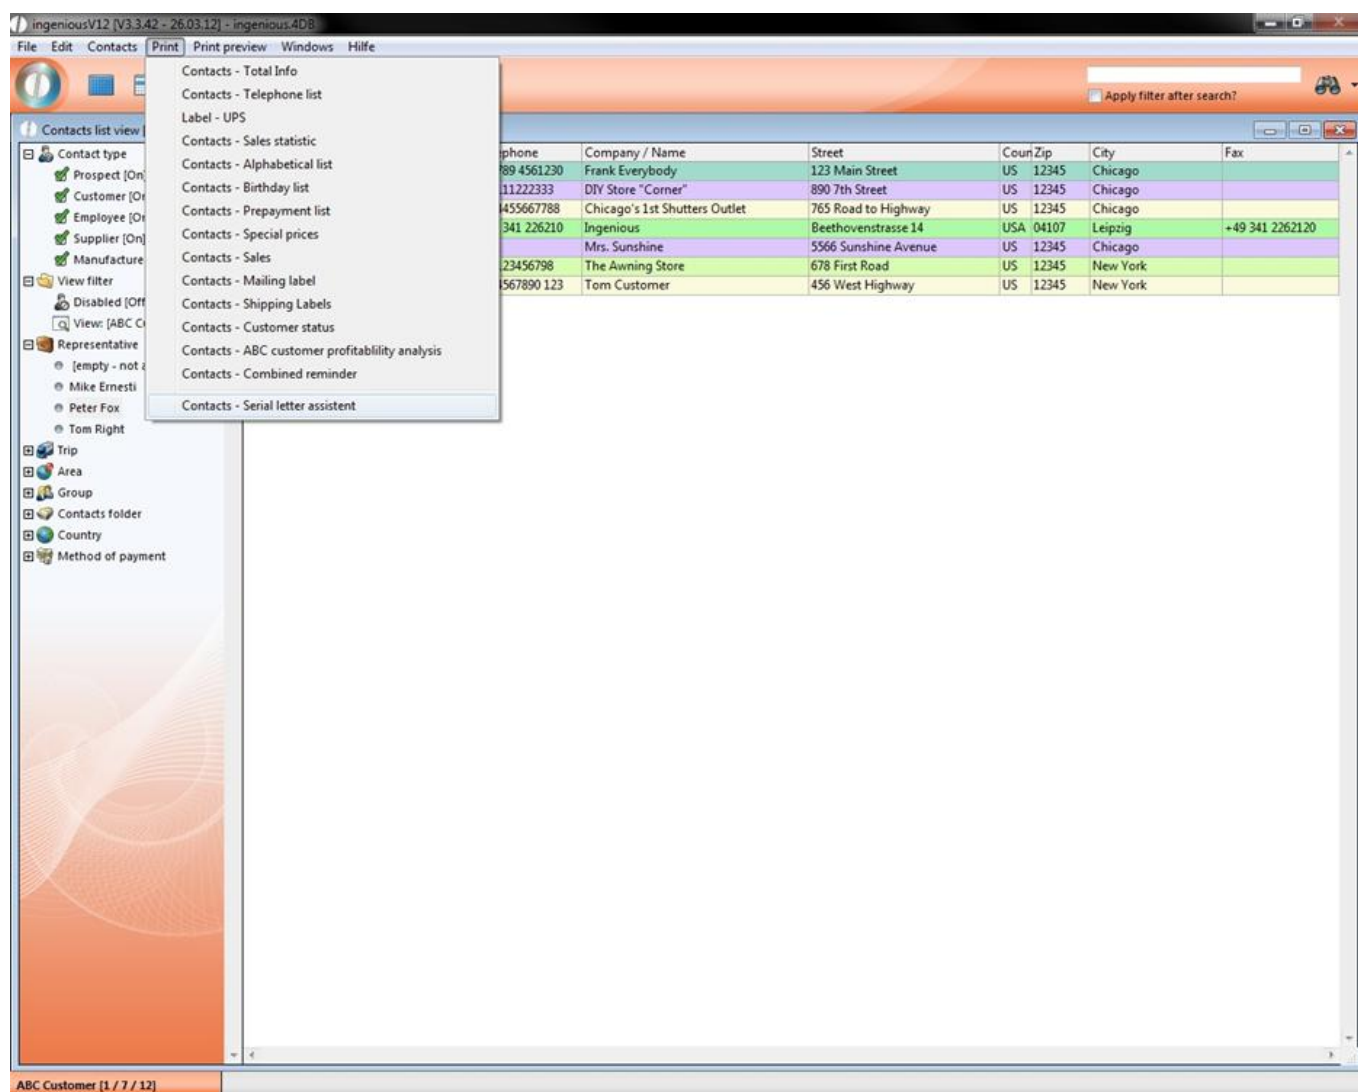 ingeniousV12 [V3.3.42 - 26.03.12] - ingenious.4DB
File Edit Contacts Print Print preview Windows Hilfe
Contacts - Total Info
Contacts - Telephone list
Label - UPS
Contacts - Sales statistic
Contacts - Alphabetical list
Contacts - Birthday list
Contacts - Prepayment list
Contacts - Special prices
Contacts - Sales
Contacts - Mailing label
Contacts - Shipping Labels
Contacts - Customer status
Contacts - ABC customer profitablility analysis
Contacts - Combined reminder
Contacts - Serial letter assistent
Apply filter after search?
Contacts list view [
Contact type
Prospect [On]
Customer [On
Employee [On
Supplier [On]
Manufacture
View filter
Disabled [Off
View: [ABC Cu
Representative
[empty - not a
Mike Ernesti
Peter Fox
Tom Right
Trip
Area
Group
Contacts folder
Country
Method of payment
phone Company / Name Street Coun Zip City Fax
789 4561230 Frank Everybody 123 Main Street US 12345 Chicago
11222333 DIY Store "Corner" 890 7th Street US 12345 Chicago
455667788 Chicago's 1st Shutters Outlet 765 Road to Highway US 12345 Chicago
341 226210 Ingenious Beethovenstrasse 14 USA 04107 Leipzig +49 341 2262120
Mrs. Sunshine 5566 Sunshine Avenue US 12345 Chicago
23456798 The Awning Store 678 First Road US 12345 New York
567890 123 Tom Customer 456 West Highway US 12345 New York
ABC Customer [1 / 7 / 12]